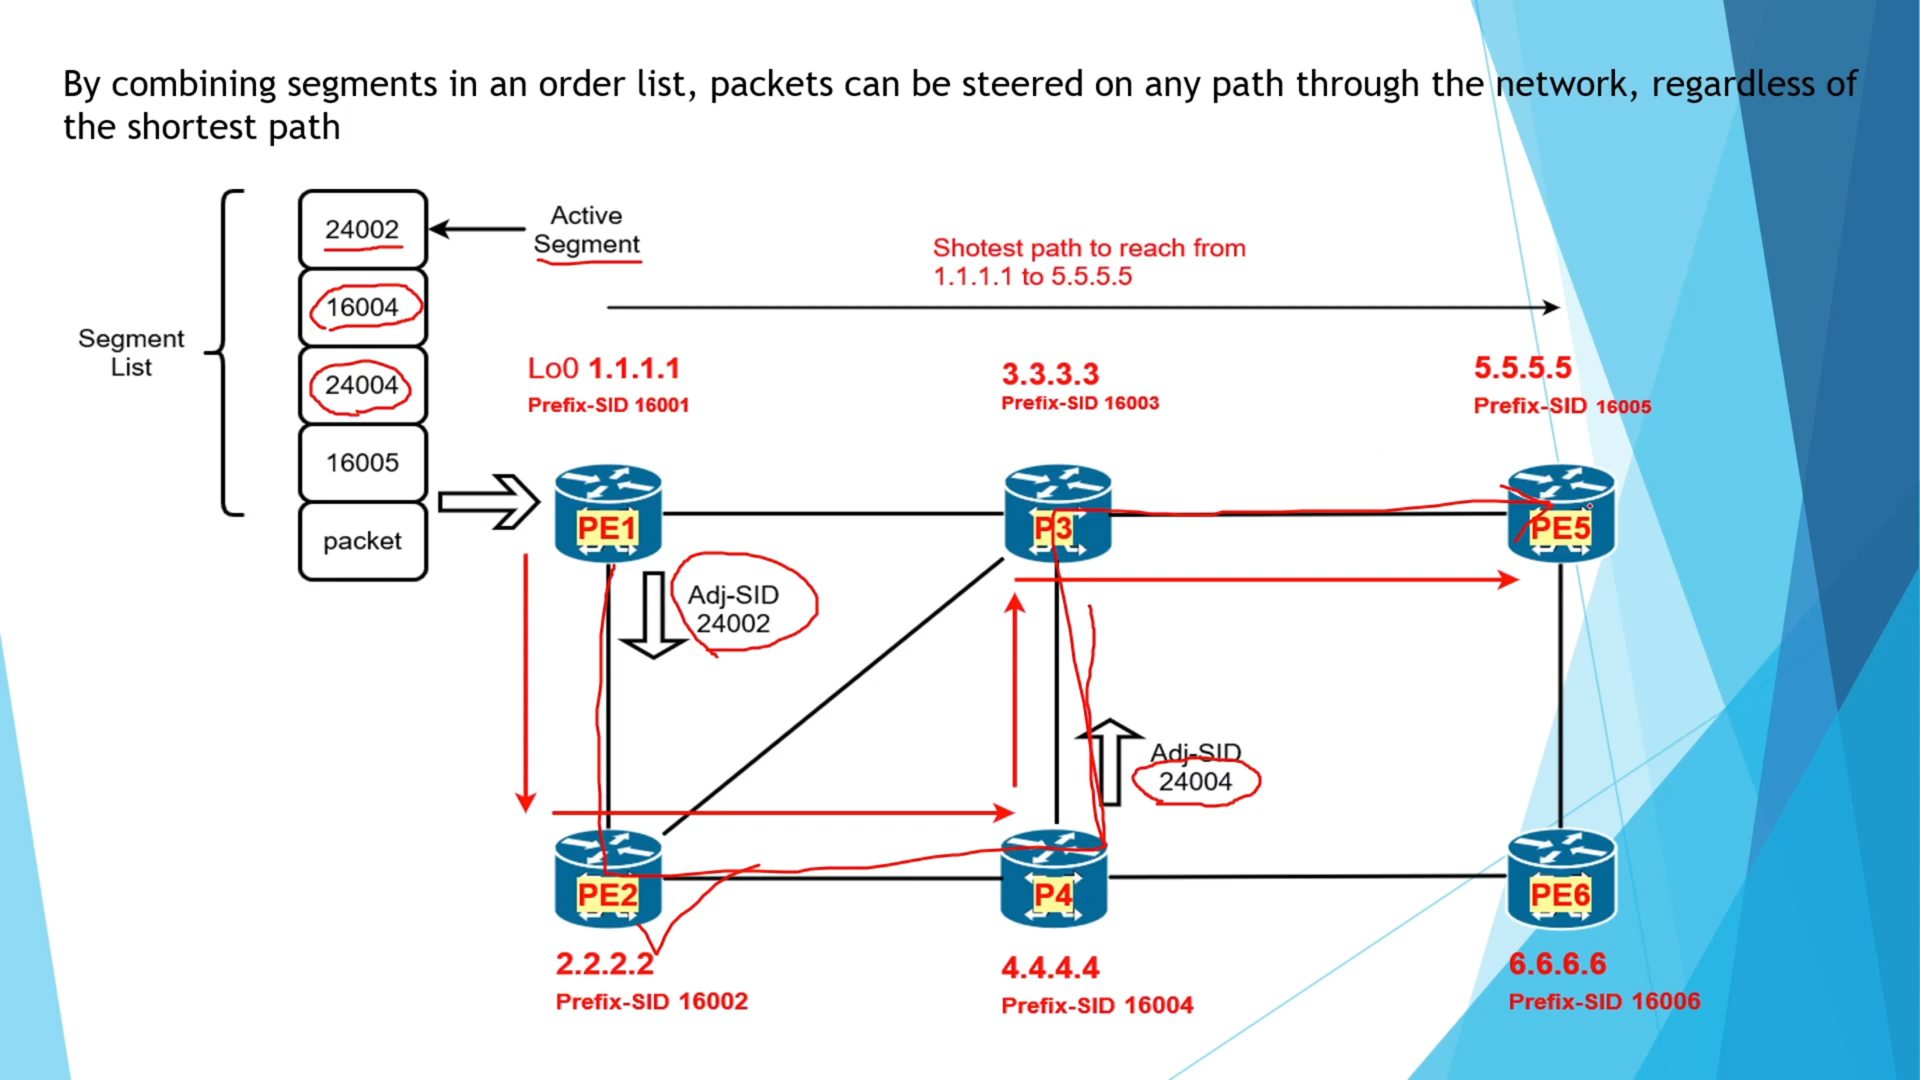 By combining segments in an order list, packets can be steered on any path through the network, regardless of
the shortest path
Segment
List
24002
16004
24004
16005
packet
Active
Segment
Shotest path to reach from
1.1.1.1 to 5.5.5.5
Lo0 1.1.1.1
Prefix-SID 16001
3.3.3.3
Prefix-SID 16003
5.5.5.5
Prefix-SID 16005
PE1
P3
PE5
Adj-SID
24002
Adj-SID
24004
PE2
P4
PE6
2.2.2.2
Prefix-SID 16002
4.4.4.4
Prefix-SID 16004
6.6.6.6
Prefix-SID 16006